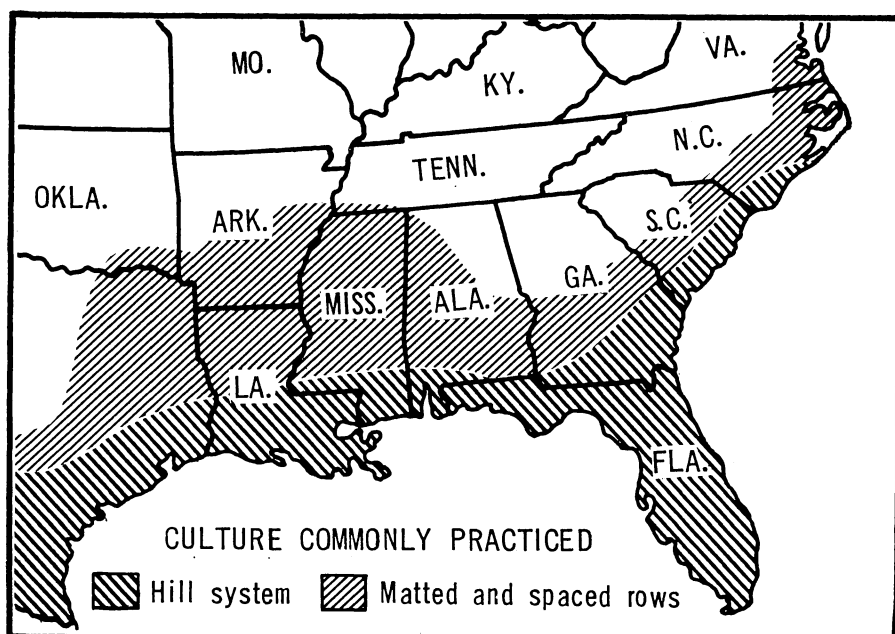 MO.
KY.
VA.
OKLA.
ARK.
TENN.
N.C.
S.C.
MISS.
ALA.
GA.
LA.
FLA.
CULTURE COMMONLY PRACTICED
Hill system
Matted and spaced rows